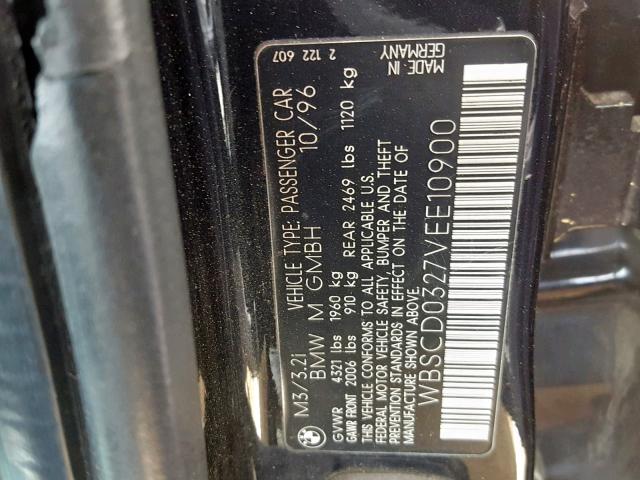 M3/3.2i VEHICLE TYPE: PASSENGER CAR 2 122 607
BMW M GMBH 10/96
GVWR 4321 lbs 1960 kg
GAWR FRONT 2006 lbs 910 kg REAR 2469 lbs 1120 kg
THIS VEHICLE CONFORMS TO ALL APPLICABLE U.S.
FEDERAL MOTOR VEHICLE SAFETY, BUMPER AND THEFT
PREVENTION STANDARDS IN EFFECT ON THE DATE OF
MANUFACTURE SHOWN ABOVE.
MADE IN
GERMANY
WBSCD0327VEE10900